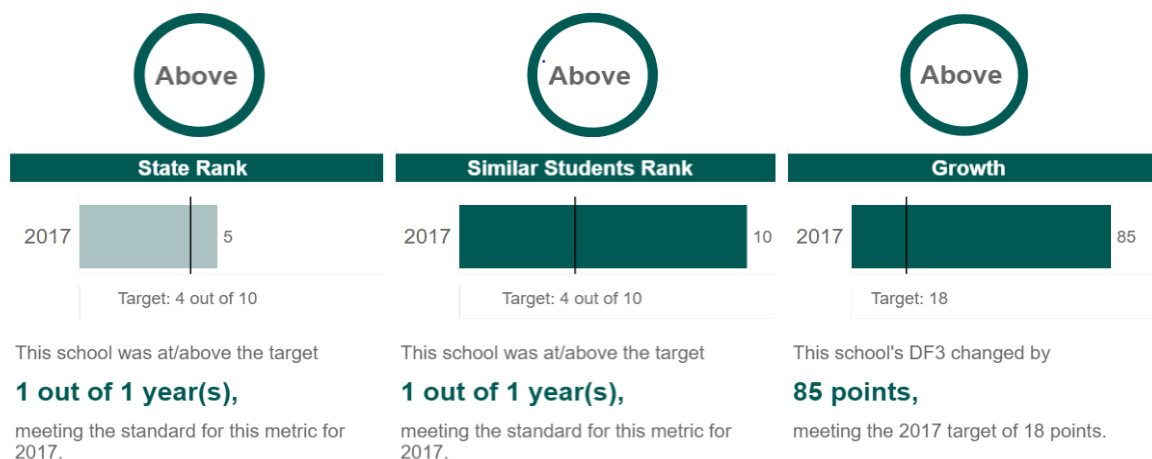 Above
State Rank
2017
5
Target: 4 out of 10
This school was at/above the target
1 out of 1 year(s),
meeting the standard for this metric for
2017.
Above
Similar Students Rank
2017
10
Target: 4 out of 10
This school was at/above the target
1 out of 1 year(s),
meeting the standard for this metric for
2017.
Above
Growth
2017
85
Target: 18
This school's DF3 changed by
85 points,
meeting the 2017 target of 18 points.